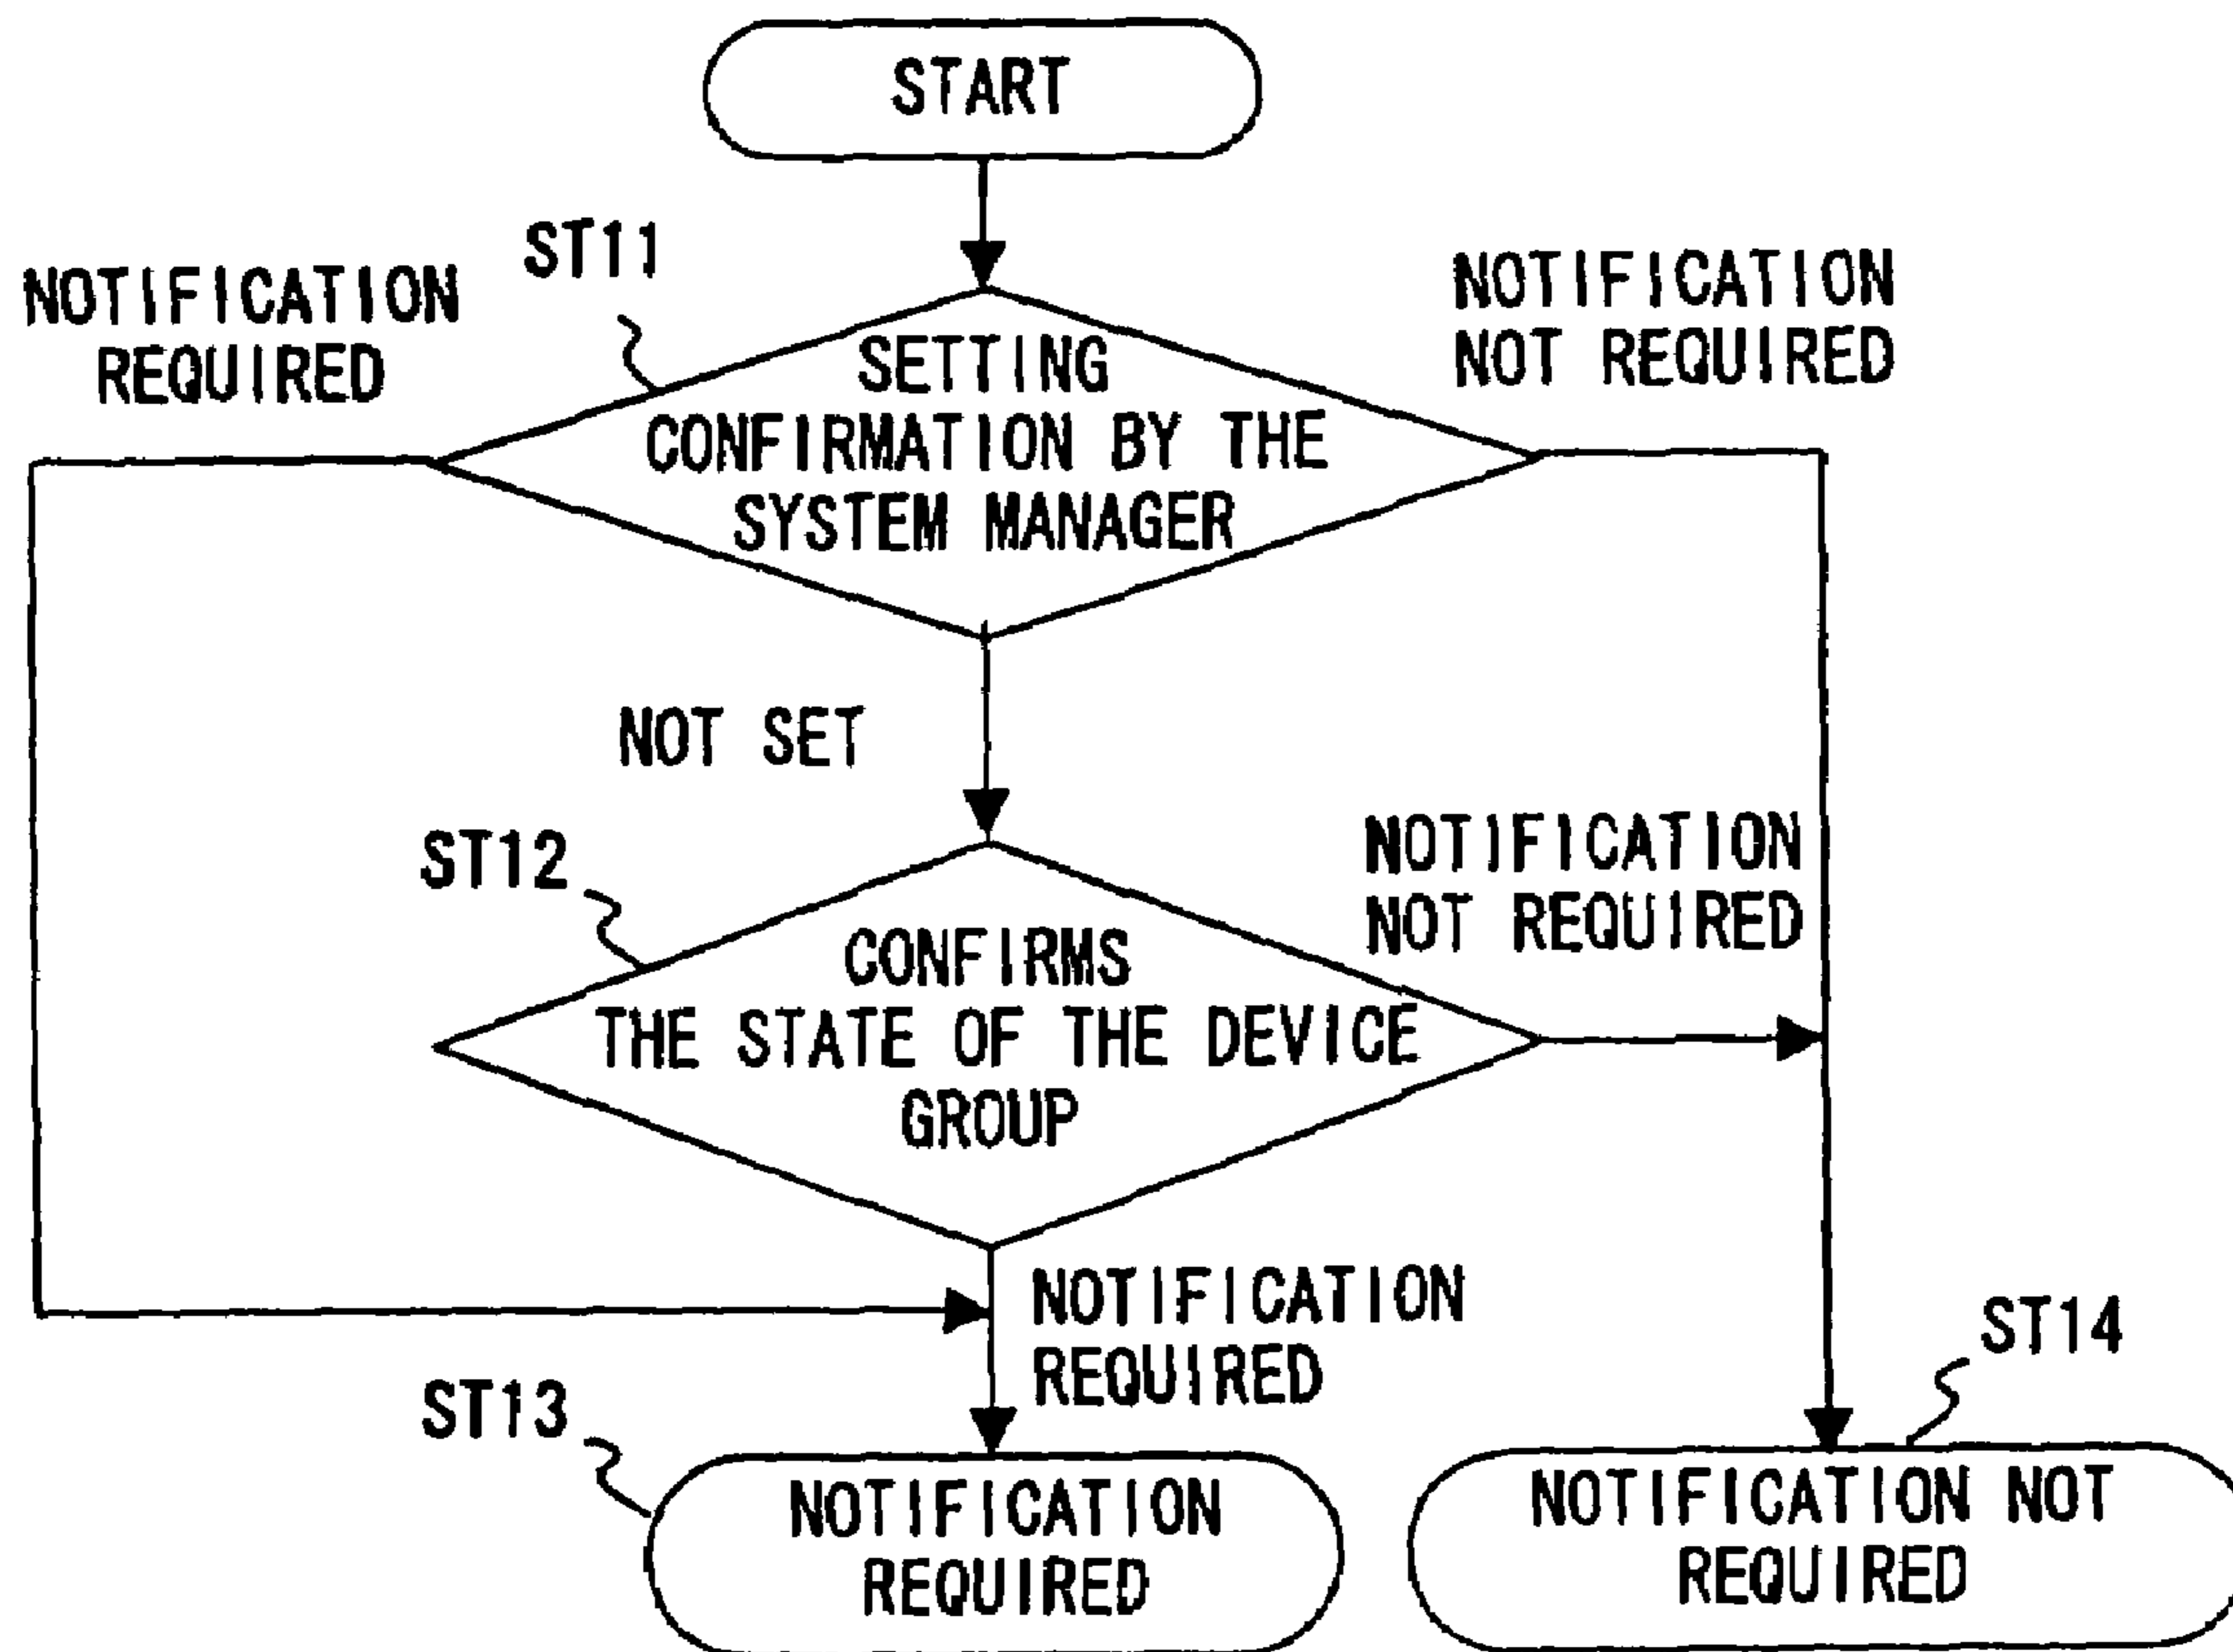 START
ST11
NOTIFICATION
REQUIRED
NOTIFICATION
NOT REQUIRED
SETTING
CONFIRMATION BY THE
SYSTEM MANAGER
NOT SET
ST12
NOTIFICATION
NOT REQUIRED
CONFIRMS
THE STATE OF THE DEVICE
GROUP
NOTIFICATION
REQUIRED
ST13
ST14
NOTIFICATION
REQUIRED
NOTIFICATION NOT
REQUIRED